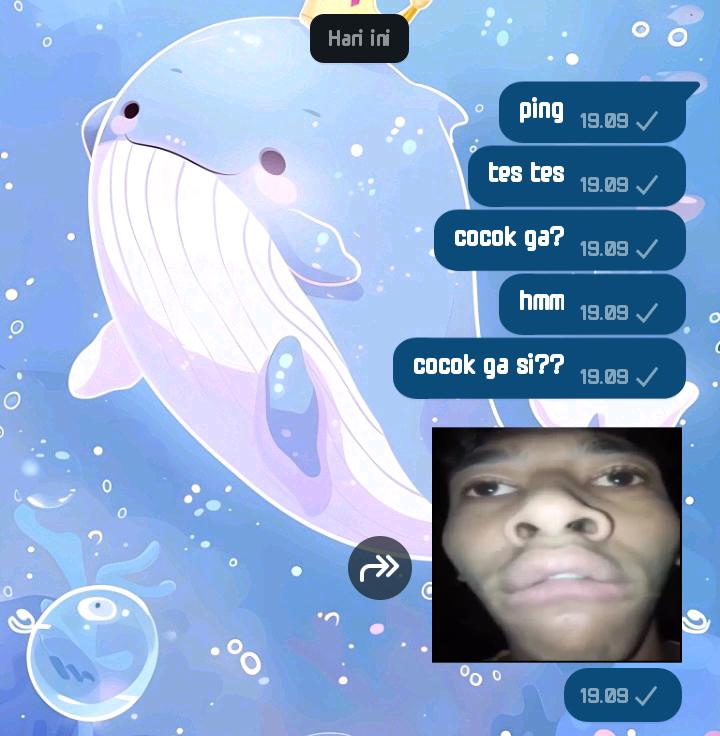 Hari ini
ping 19.09
tes tes 19.09
cocok ga? 19.09
hmm 19.09
cocok ga si?? 19.09
19.09